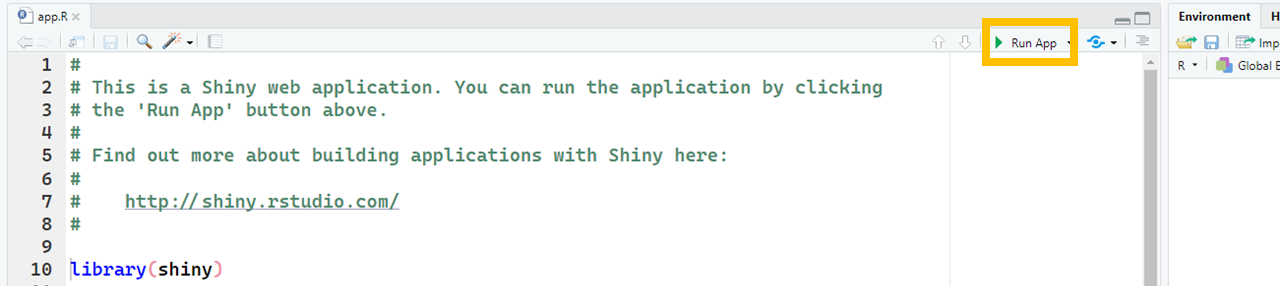 app.R
Environment
H
Run App
Imp
R
Global E
1 #
2 # This is a Shiny web application. You can run the application by clicking
3 # the 'Run App' button above.
4 #
5 # Find out more about building applications with Shiny here:
6 #
7 # http://shiny.rstudio.com/
8 #
9
10 library(shiny)